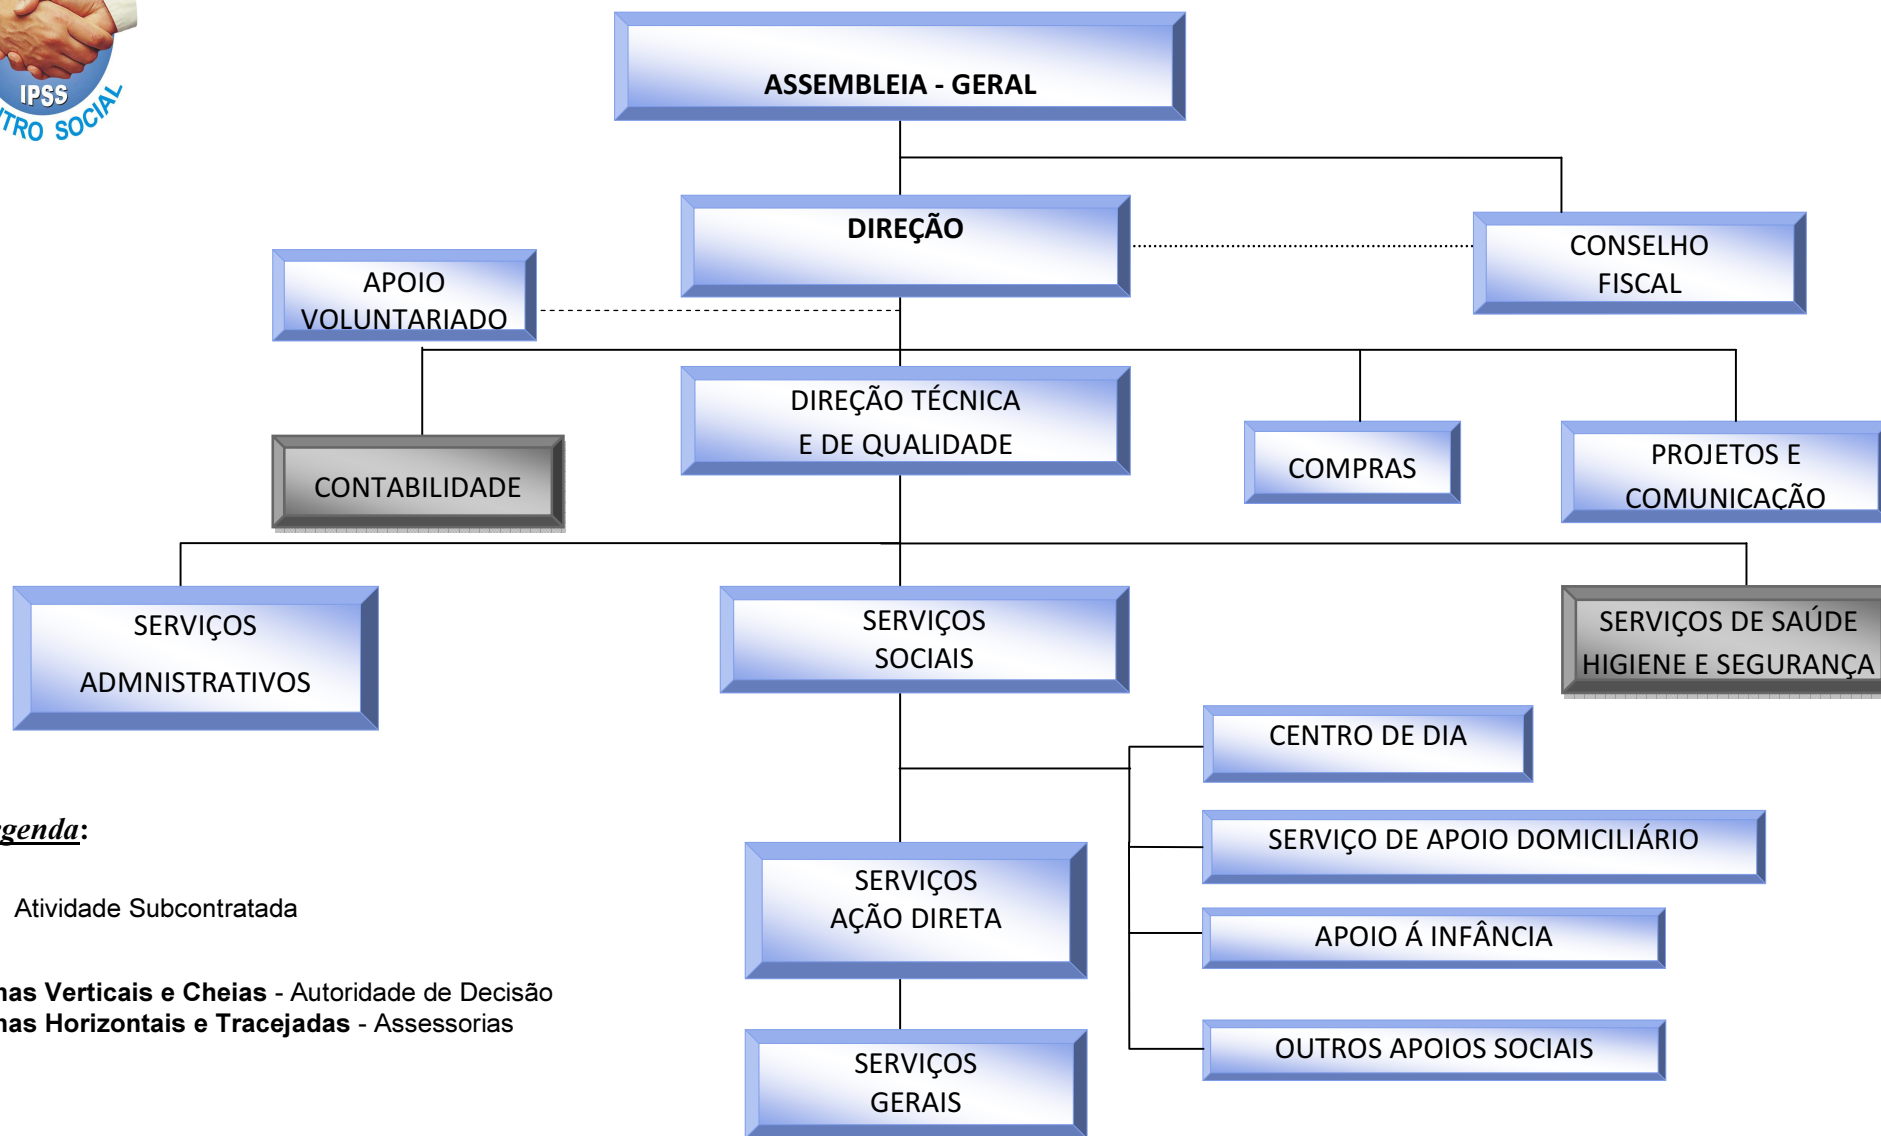 IPSS
TRO SOCIAL
ASSEMBLEIA - GERAL
DIREÇÃO
CONSELHO
FISCAL
APOIO
VOLUNTARIADO
DIREÇÃO TÉCNICA
E DE QUALIDADE
CONTABILIDADE
COMPRAS
PROJETOS E
COMUNICAÇÃO
SERVIÇOS
ADMNISTRATIVOS
SERVIÇOS
SOCIAIS
SERVIÇOS DE SAÚDE
HIGIENE E SEGURANÇA
CENTRO DE DIA
SERVIÇO DE APOIO DOMICILIÁRIO
APOIO Á INFÂNCIA
OUTROS APOIOS SOCIAIS
SERVIÇOS
AÇÃO DIRETA
SERVIÇOS
GERAIS
genda:
Atividade Subcontratada
has Verticais e Cheias - Autoridade de Decisão
has Horizontais e Tracejadas - Assessorias